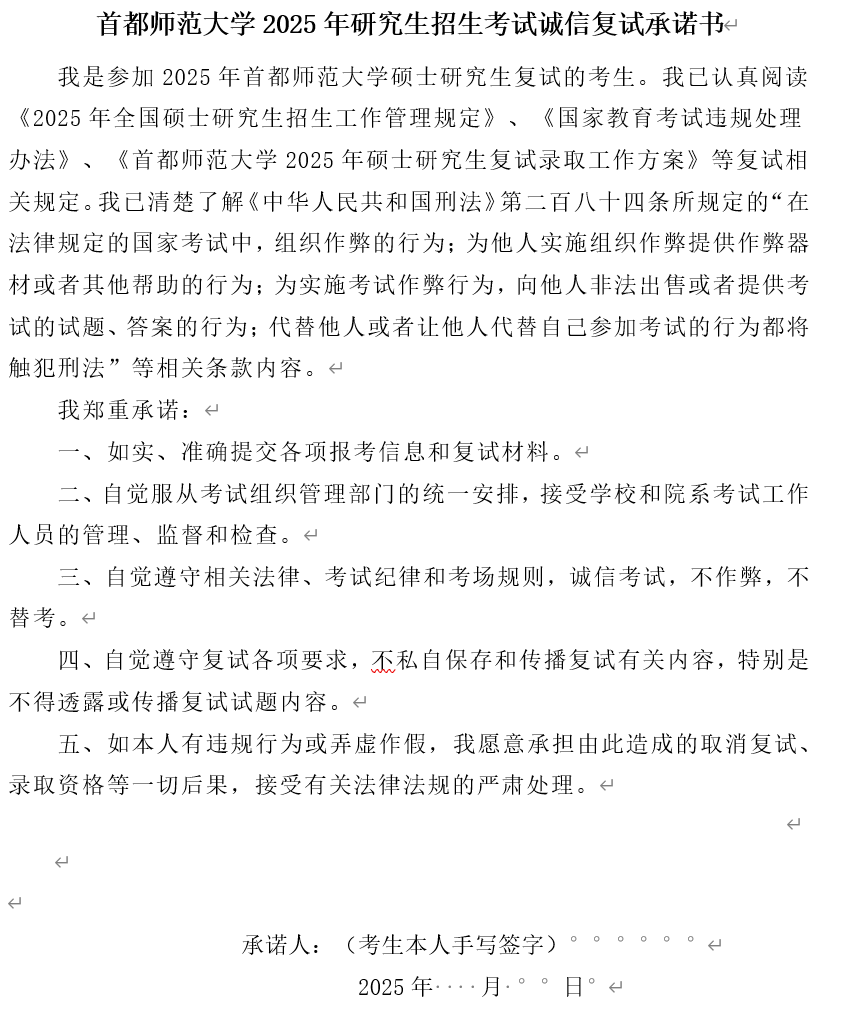 首都师范大学 2025 年研究生招生考试诚信复试承诺书
我是参加 2025 年首都师范大学硕士研究生复试的考生。我已认真阅读
《2025 年全国硕士研究生招生工作管理规定》、《国家教育考试违规处理
办法》、《首都师范大学 2025 年硕士研究生复试录取工作方案》等复试相
关规定。我已清楚了解《中华人民共和国刑法》第二百八十四条所规定的“在
法律规定的国家考试中，组织作弊的行为；为他人实施组织作弊提供作弊器
材或者其他帮助的行为；为实施考试作弊行为，向他人非法出售或者提供考
试的试题、答案的行为；代替他人或者让他人代替自己参加考试的行为都将
触犯刑法”等相关条款内容。
我郑重承诺：
一、如实、准确提交各项报考信息和复试材料。
二、自觉服从考试组织管理部门的统一安排，接受学校和院系考试工作
人员的管理、监督和检查。
三、自觉遵守相关法律、考试纪律和考场规则，诚信考试，不作弊，不
替考。
四、自觉遵守复试各项要求，不私自保存和传播复试有关内容，特别是
不得透露或传播复试试题内容。
五、如本人有违规行为或弄虚作假，我愿意承担由此造成的取消复试、
录取资格等一切后果，接受有关法律法规的严肃处理。
承诺人：（考生本人手写签字）
2025 年 月 日